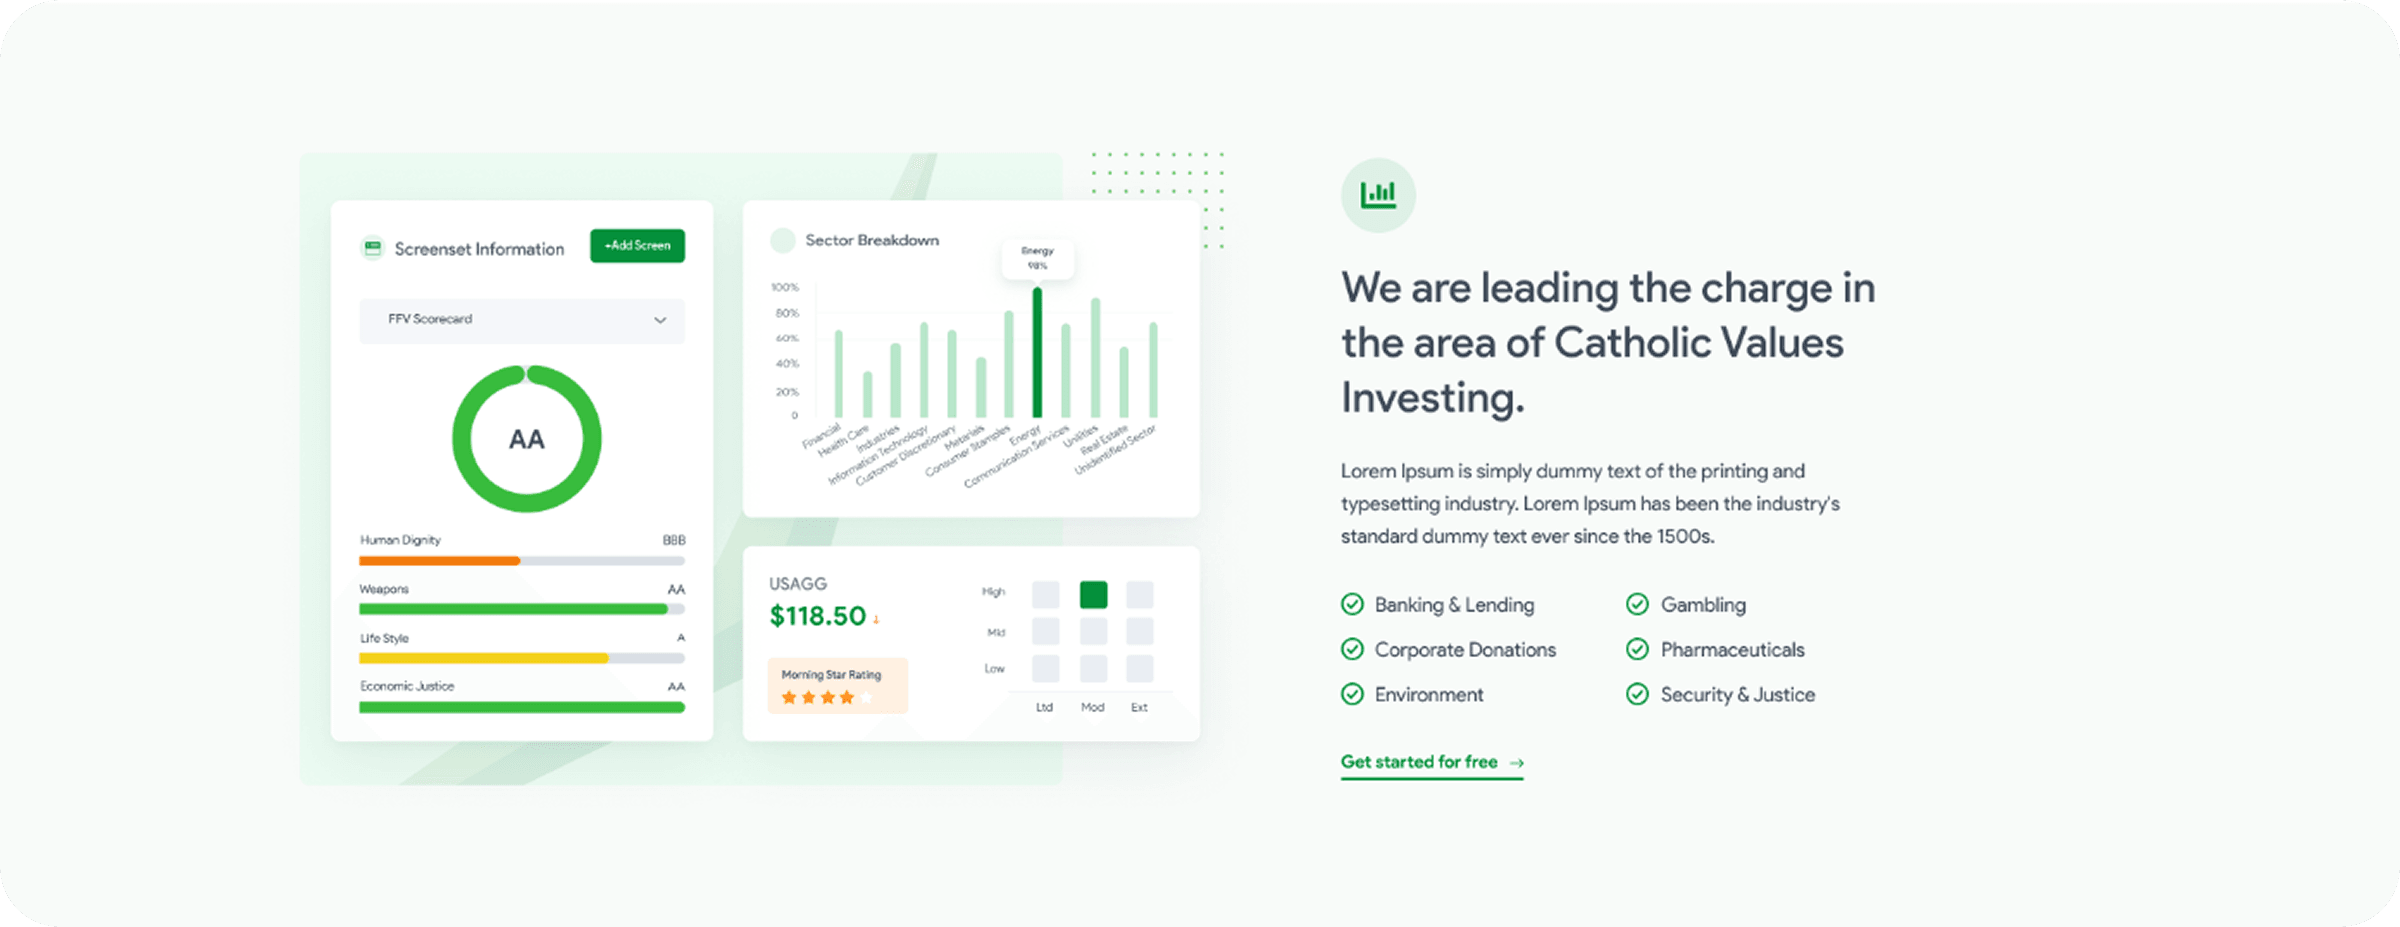 Screenset Information
+Add Screen
FFV Scorecard
AA
Human Dignity BBB
Weapons AA
Life Style A
Economic Justice AA
Sector Breakdown
Energy
98%
100%
80%
60%
40%
20%
0
Financial
Health Care
Industries
Information Technology
Customer Discretionary
Metarials
Consumer Stamples
Energy
Communication Services
Utilities
Real Estate
Unidentified Sector
USAGG
$118.50
Morning Star Rating
High
Mid
Low
Ltd Mod Ext
We are leading the charge in
the area of Catholic Values
Investing.
Lorem Ipsum is simply dummy text of the printing and
typesetting industry. Lorem Ipsum has been the industry's
standard dummy text ever since the 1500s.
Banking & Lending
Gambling
Corporate Donations
Pharmaceuticals
Environment
Security & Justice
Get started for free →